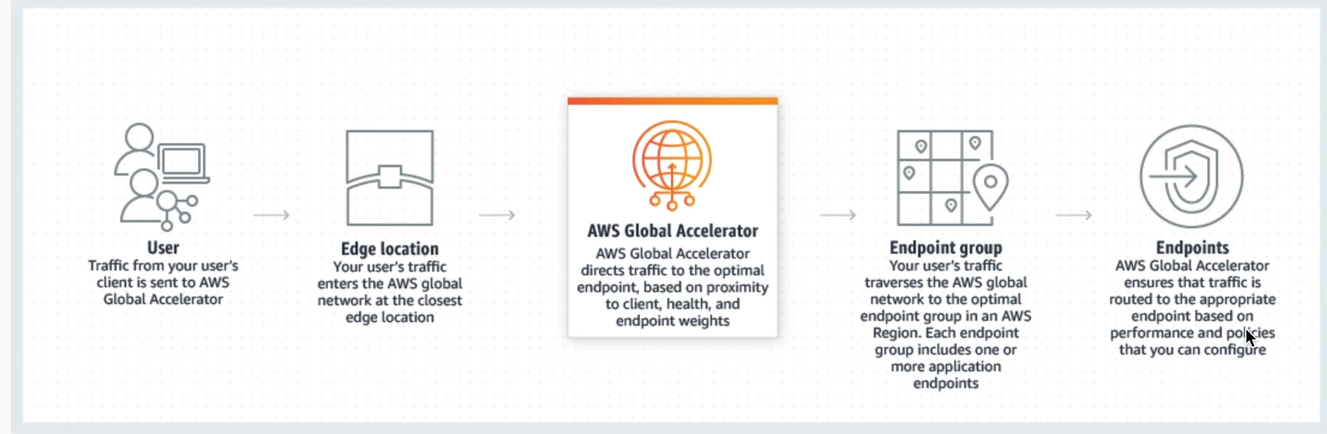 User
Traffic from your user's
client is sent to AWS
Global Accelerator
Edge location
Your user's traffic
enters the AWS global
network at the closest
edge location
AWS Global Accelerator
AWS Global Accelerator
directs traffic to the optimal
endpoint, based on proximity
to client, health, and
endpoint weights
Endpoint group
Your user's traffic
traverses the AWS global
network to the optimal
endpoint group in an AWS
Region. Each endpoint
group includes one or
more application
endpoints
Endpoints
AWS Global Accelerator
ensures that traffic is
routed to the appropriate
endpoint based on
performance and policies
that you can configure